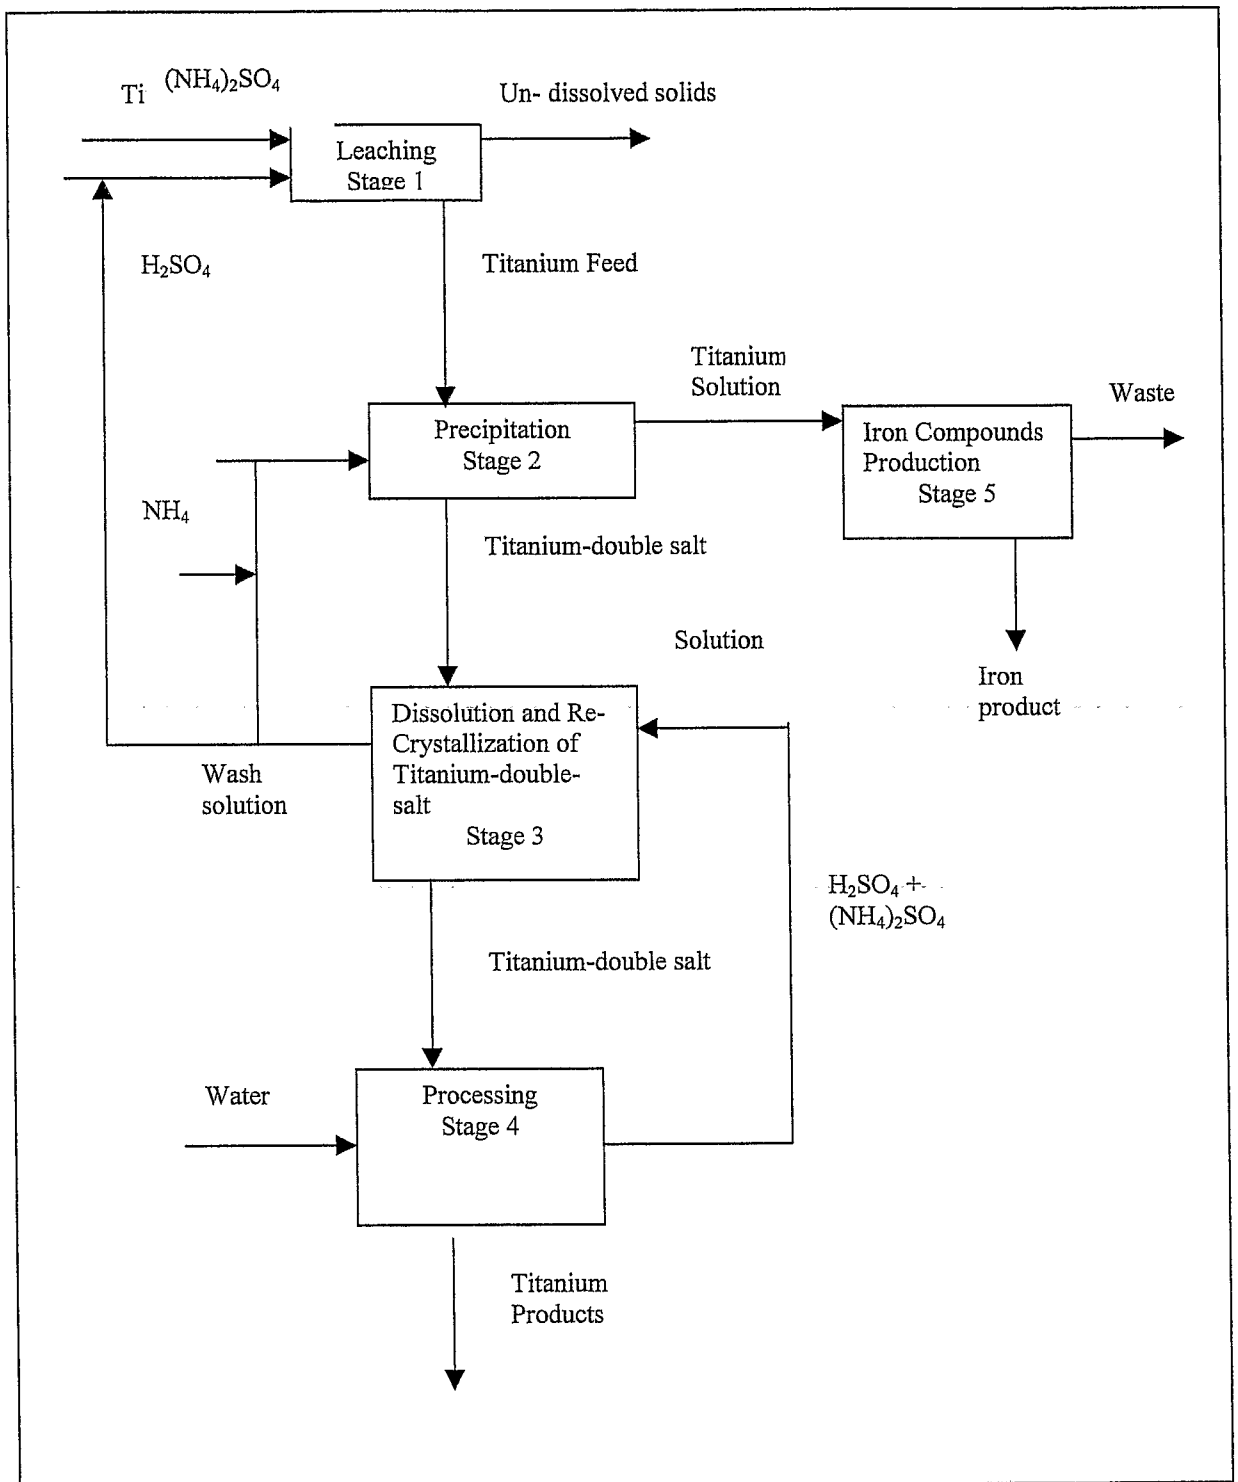 Ti (NH₄)₂SO₄
Un- dissolved solids
Leaching
Stage 1
H₂SO₄
Titanium Feed
Titanium
Solution
Waste
Precipitation
Stage 2
Iron Compounds
Production
Stage 5
NH₄
Titanium-double salt
Solution
Iron
product
Dissolution and Re-
Crystallization of
Titanium-double-
salt
Stage 3
Wash
solution
H₂SO₄ +
(NH₄)₂SO₄
Titanium-double salt
Water
Processing
Stage 4
Titanium
Products